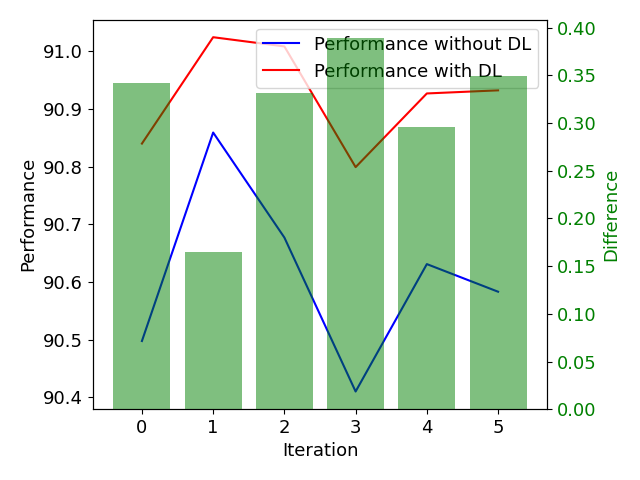 Performance without DL
Performance with DL
91.0
90.9
90.8
90.7
90.6
90.5
90.4
Performance
0.40
0.35
0.30
0.25
0.20
0.15
0.10
0.05
0.00
Difference
0 1 2 3 4 5
Iteration